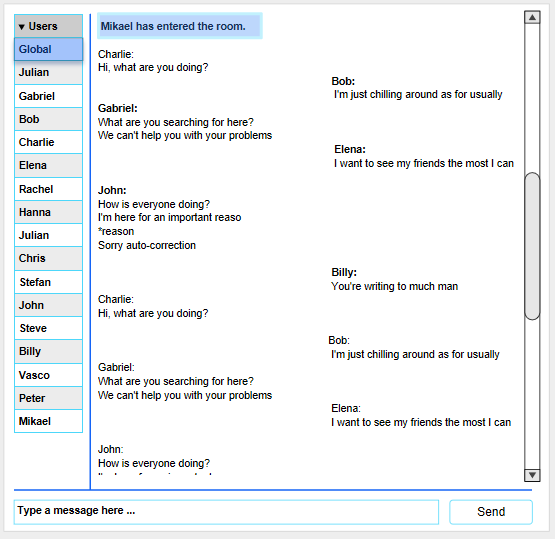 ▼ Users
Global
Julian
Gabriel
Bob
Charlie
Elena
Rachel
Hanna
Julian
Chris
Stefan
John
Steve
Billy
Vasco
Peter
Mikael
Mikael has entered the room.
Charlie:
Hi, what are you doing?
Bob:
I'm just chilling around as for usually
Gabriel:
What are you searching for here?
We can't help you with your problems
Elena:
I want to see my friends the most I can
John:
How is everyone doing?
I'm here for an important reaso
*reason
Sorry auto-correction
Billy:
You're writing to much man
Charlie:
Hi, what are you doing?
Bob:
I'm just chilling around as for usually
Gabriel:
What are you searching for here?
We can't help you with your problems
Elena:
I want to see my friends the most I can
John:
How is everyone doing?
Type a message here ...
Send